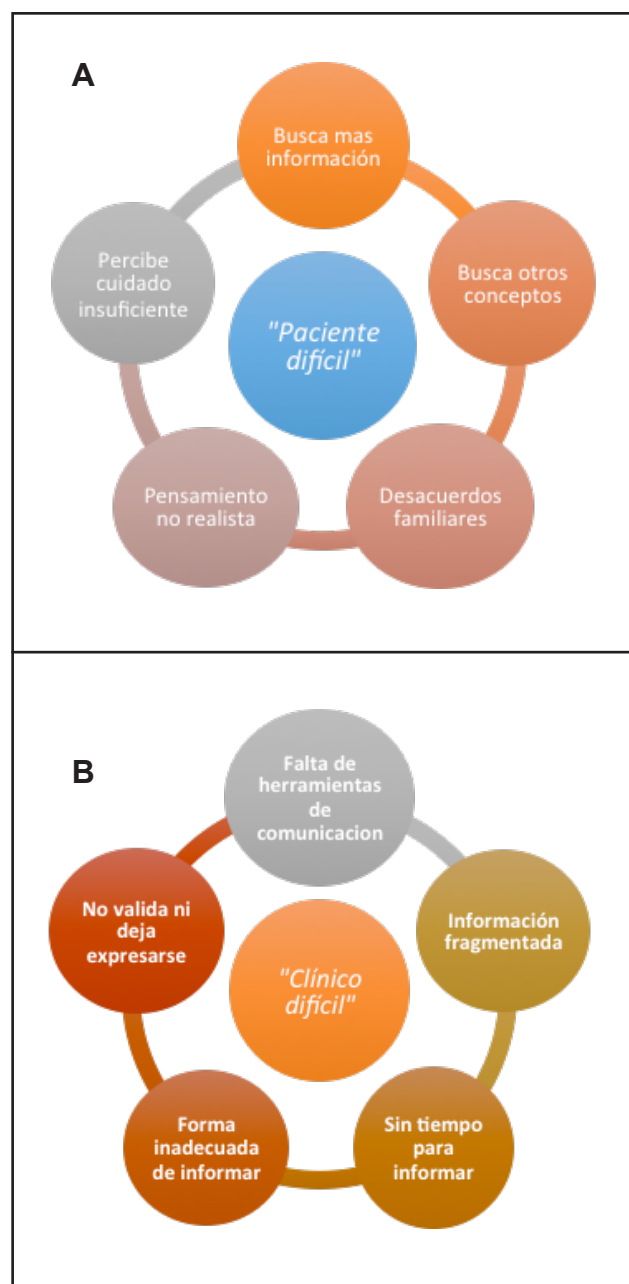 A
Busca mas
información
Busca otros
conceptos
Desacuerdos
familiares
Pensamiento
no realista
Percibe
cuidado
insuficiente
"Paciente
difícil"
B
Falta de
herramientas
de
comunicacion
Información
fragmentada
Sin tiempo
para
informar
Forma
inadecuada
de informar
No valida ni
deja
expresarse
"Clínico
difícil"